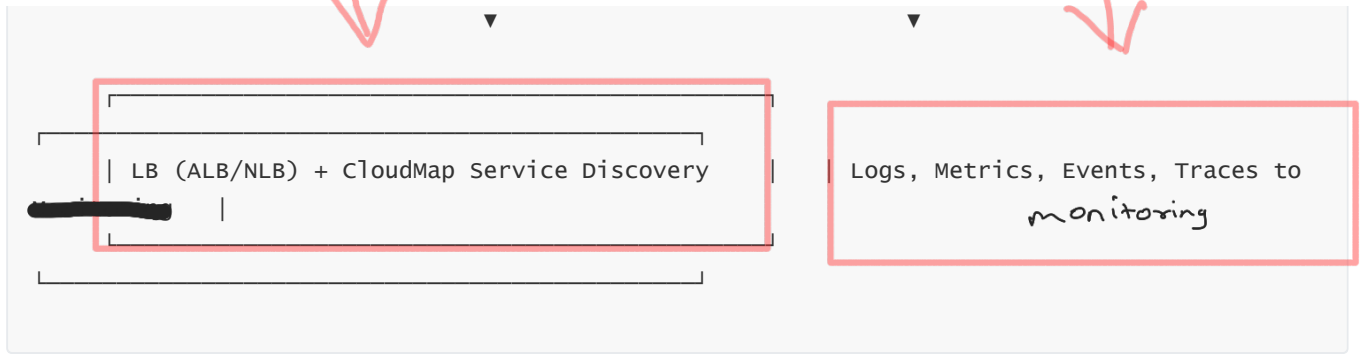 LB (ALB/NLB) + CloudMap Service Discovery
Logs, Metrics, Events, Traces to
monitoring